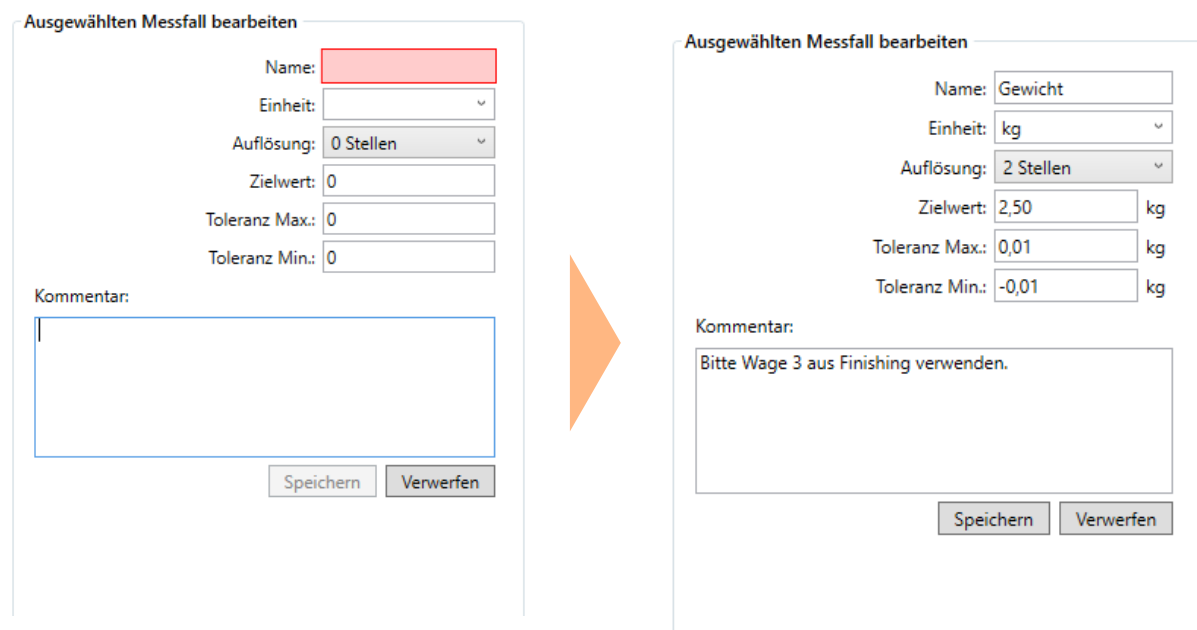 Ausgewählten Messfall bearbeiten
Name:
Einheit:
Auflösung: 0 Stellen
Zielwert: 0
Toleranz Max.: 0
Toleranz Min.: 0
Kommentar:
Speichern Verwerfen
Ausgewählten Messfall bearbeiten
Name: Gewicht
Einheit: kg
Auflösung: 2 Stellen
Zielwert: 2,50 kg
Toleranz Max.: 0,01 kg
Toleranz Min.: -0,01 kg
Kommentar:
Bitte Wage 3 aus Finishing verwenden.
Speichern Verwerfen